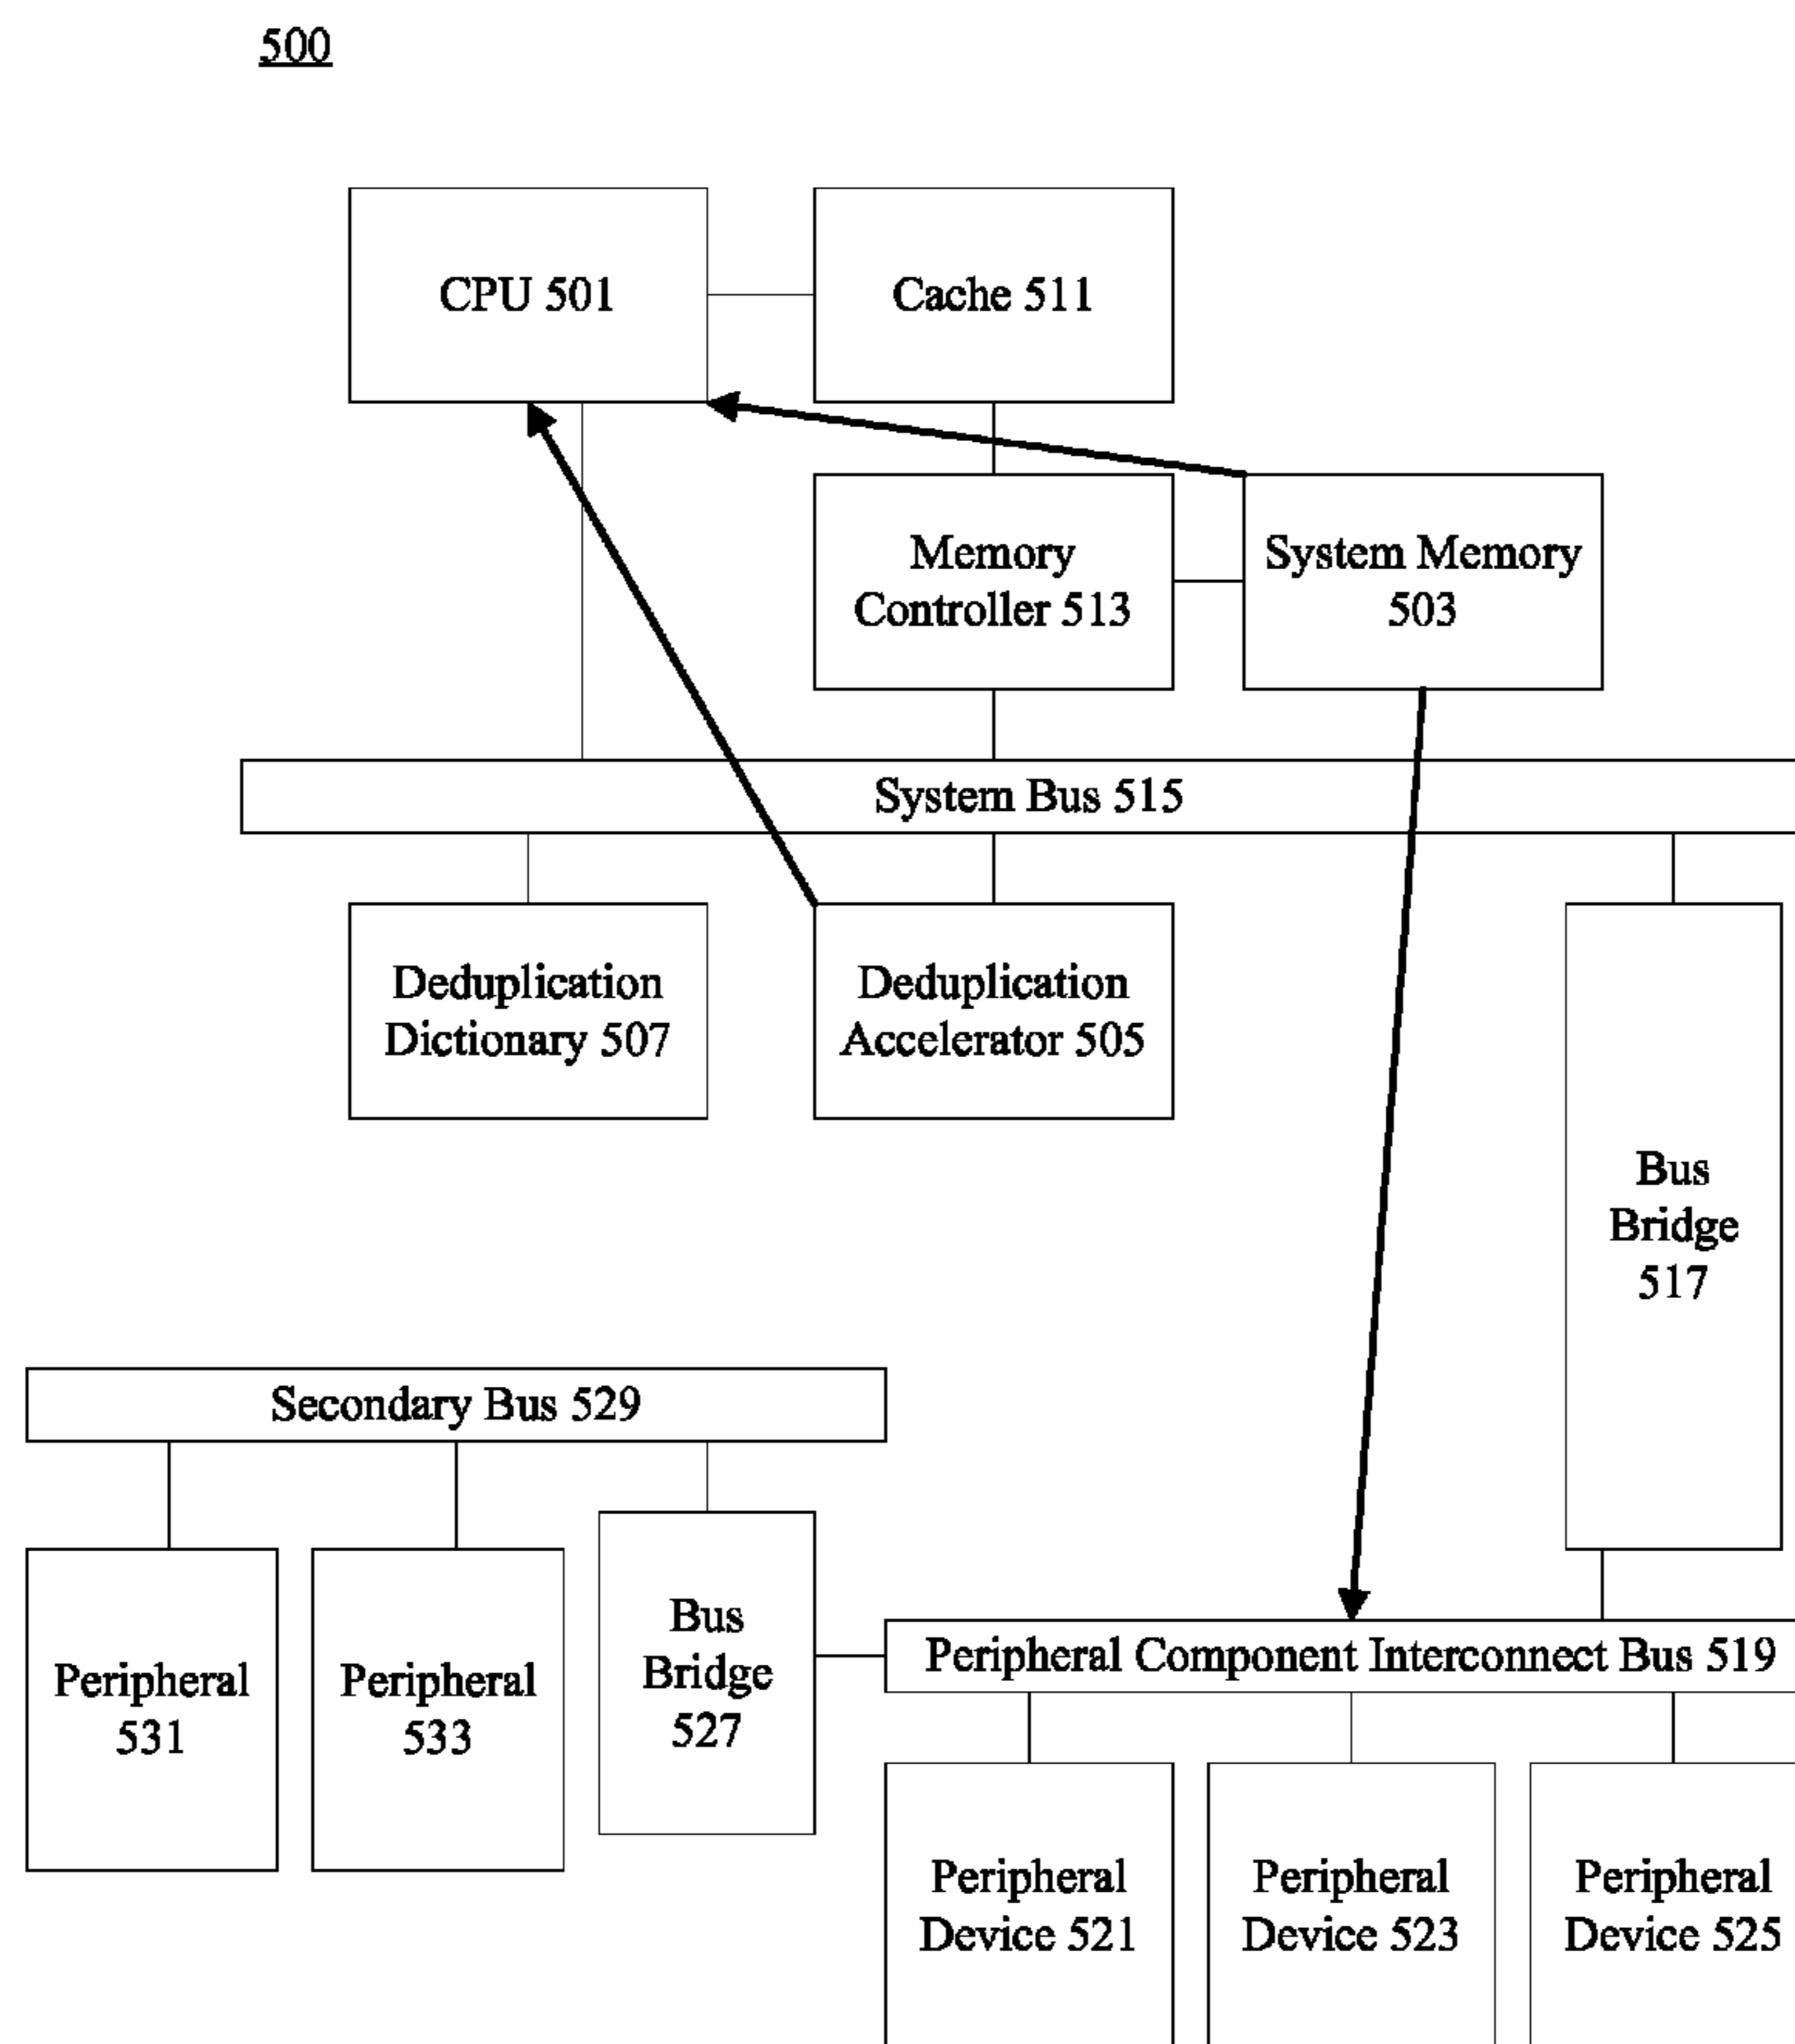 500
CPU 501
Cache 511
Memory
Controller 513
System Memory
503
System Bus 515
Deduplication
Dictionary 507
Deduplication
Accelerator 505
Bus
Bridge
517
Secondary Bus 529
Peripheral
531
Peripheral
533
Bus
Bridge
527
Peripheral Component Interconnect Bus 519
Peripheral
Device 521
Peripheral
Device 523
Peripheral
Device 525